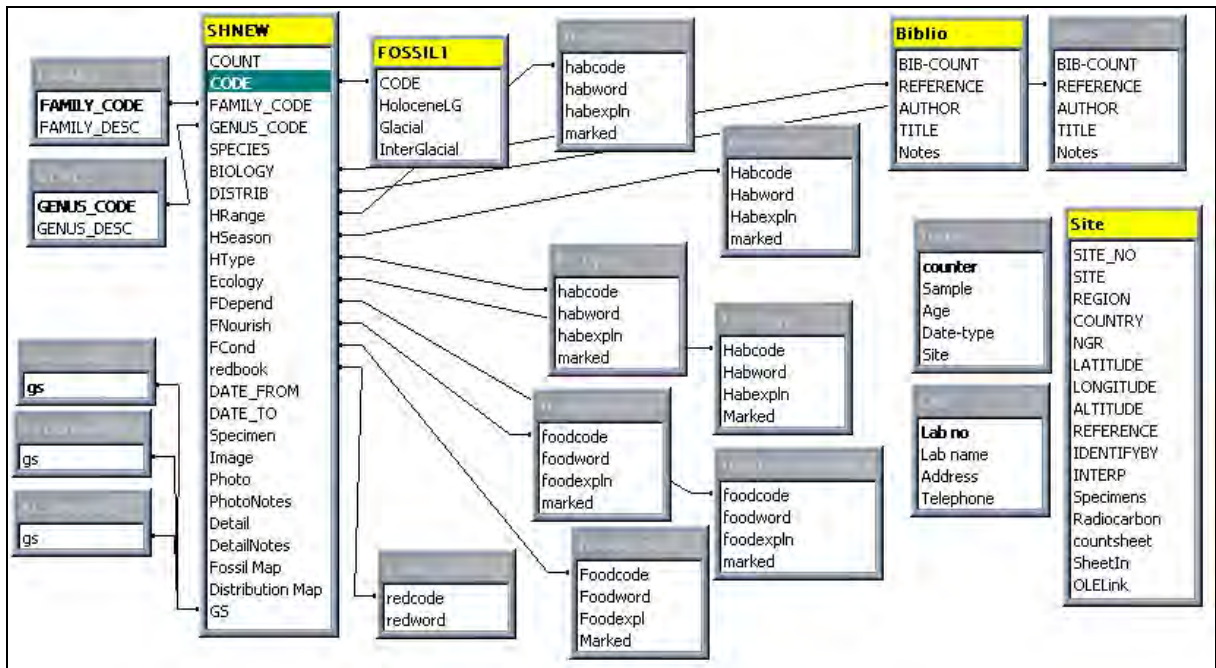 FAMILY_CODE
FAMILY_DESC
GENUS_CODE
GENUS_DESC
gs
gs
gs
SHNEW
COUNT
CODE
FAMILY_CODE
GENUS_CODE
SPECIES
BIOLOGY
DISTRIB
HRange
HSeason
HType
Ecology
FDepend
FNourish
FCond
redbook
DATE_FROM
DATE_TO
Specimen
Image
Photo
PhotoNotes
Detail
DetailNotes
Fossil Map
Distribution Map
GS
FOSSIL1
CODE
HoloceneLG
Glacial
InterGlacial
habcode
habword
habexpln
marked
Habcode
Habword
Habexpln
marked
habcode
habword
habexpln
marked
Habcode
Habword
Habexpln
Marked
foodcode
foodword
foodexpln
marked
foodcode
foodword
foodexpln
marked
Foodcode
Foodword
Foodexpl
Marked
redcode
redword
Biblio
BIB-COUNT
REFERENCE
AUTHOR
TITLE
Notes
BIB-COUNT
REFERENCE
AUTHOR
TITLE
Notes
counter
Sample
Age
Date-type
Site
Lab no
Lab name
Address
Telephone
Site
SITE_NO
SITE
REGION
COUNTRY
NGR
LATITUDE
LONGITUDE
ALTITUDE
REFERENCE
IDENTIFYBY
INTERP
Specimens
Radiocarbon
countsheet
SheetIn
OLELink